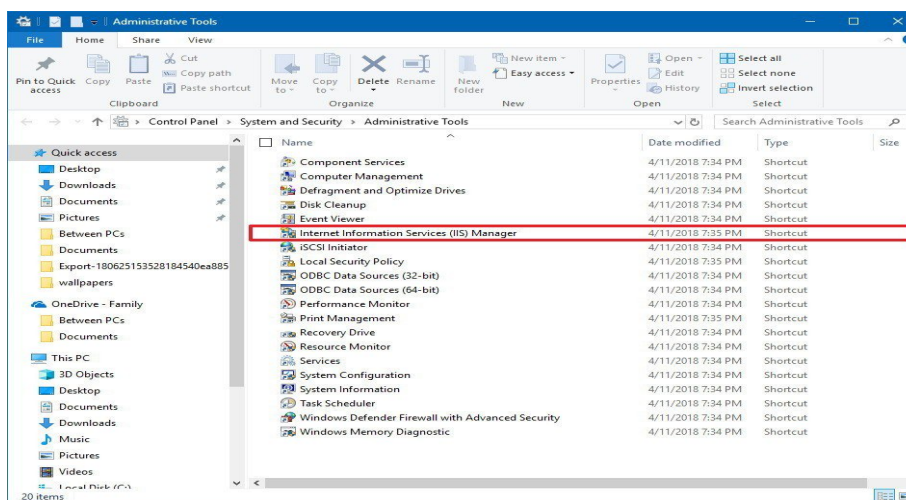 Administrative Tools
File Home Share View
Pin to Quick access
Copy
Paste
Cut
Copy path
Paste shortcut
Clipboard
Move to
Copy to
Delete
Rename
Organize
New folder
New item
Easy access
New
Properties
Open
Edit
History
Open
Select all
Select none
Invert selection
Select
Control Panel > System and Security > Administrative Tools
Search Administrative Tools
Name Date modified Type Size
Component Services 4/11/2018 7:34 PM Shortcut
Computer Management 4/11/2018 7:34 PM Shortcut
Defragment and Optimize Drives 4/11/2018 7:34 PM Shortcut
Disk Cleanup 4/11/2018 7:34 PM Shortcut
Event Viewer 4/11/2018 7:34 PM Shortcut
Internet Information Services (IIS) Manager 4/11/2018 7:35 PM Shortcut
iSCSI Initiator 4/11/2018 7:34 PM Shortcut
Local Security Policy 4/11/2018 7:35 PM Shortcut
ODBC Data Sources (32-bit) 4/11/2018 7:34 PM Shortcut
ODBC Data Sources (64-bit) 4/11/2018 7:34 PM Shortcut
Performance Monitor 4/11/2018 7:34 PM Shortcut
Print Management 4/11/2018 7:35 PM Shortcut
Recovery Drive 4/11/2018 7:34 PM Shortcut
Resource Monitor 4/11/2018 7:34 PM Shortcut
Services 4/11/2018 7:34 PM Shortcut
System Configuration 4/11/2018 7:34 PM Shortcut
System Information 4/11/2018 7:34 PM Shortcut
Task Scheduler 4/11/2018 7:34 PM Shortcut
Windows Defender Firewall with Advanced Security 4/11/2018 7:34 PM Shortcut
Windows Memory Diagnostic 4/11/2018 7:34 PM Shortcut
Quick access
Desktop
Downloads
Documents
Pictures
Between PCs
Documents
Export-180625153528184540ea885
wallpapers
OneDrive - Family
Between PCs
Documents
This PC
3D Objects
Desktop
Documents
Downloads
Music
Pictures
Videos
Local Disk (C:)
20 items